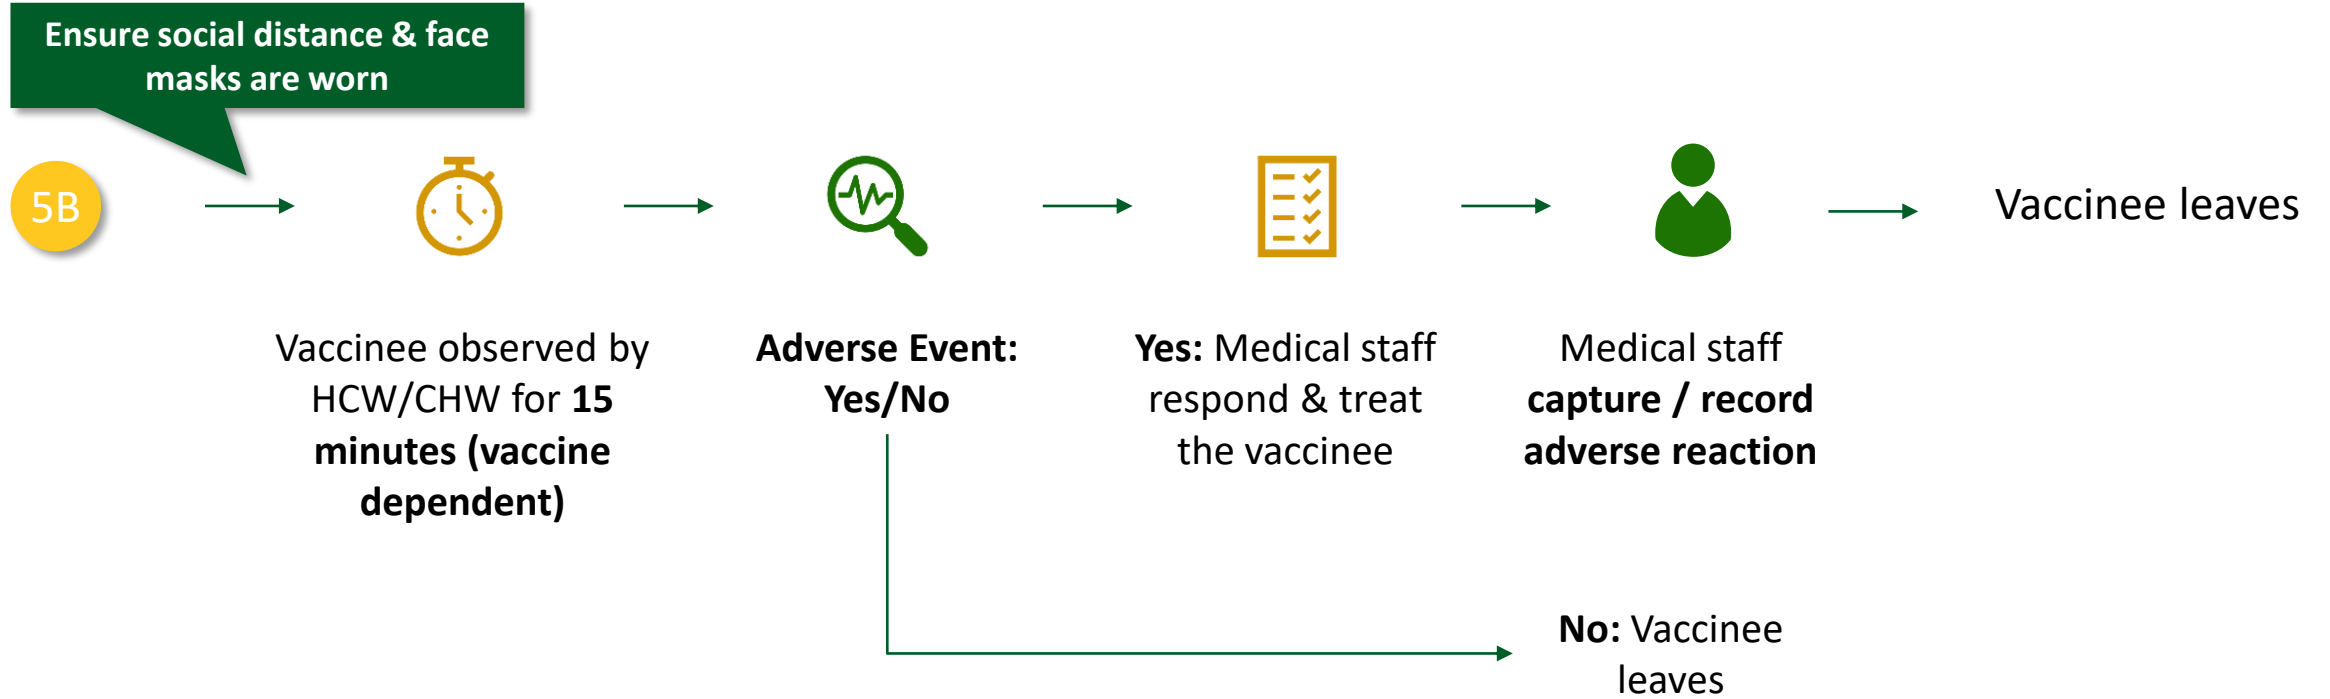 Ensure social distance & face
masks are worn
5B
Vaccinee leaves
Vaccinee observed by
HCW/CHW for 15
minutes (vaccine
dependent)
Adverse Event:
Yes/No
Yes: Medical staff
respond & treat
the vaccinee
Medical staff
capture / record
adverse reaction
No: Vaccinee
leaves